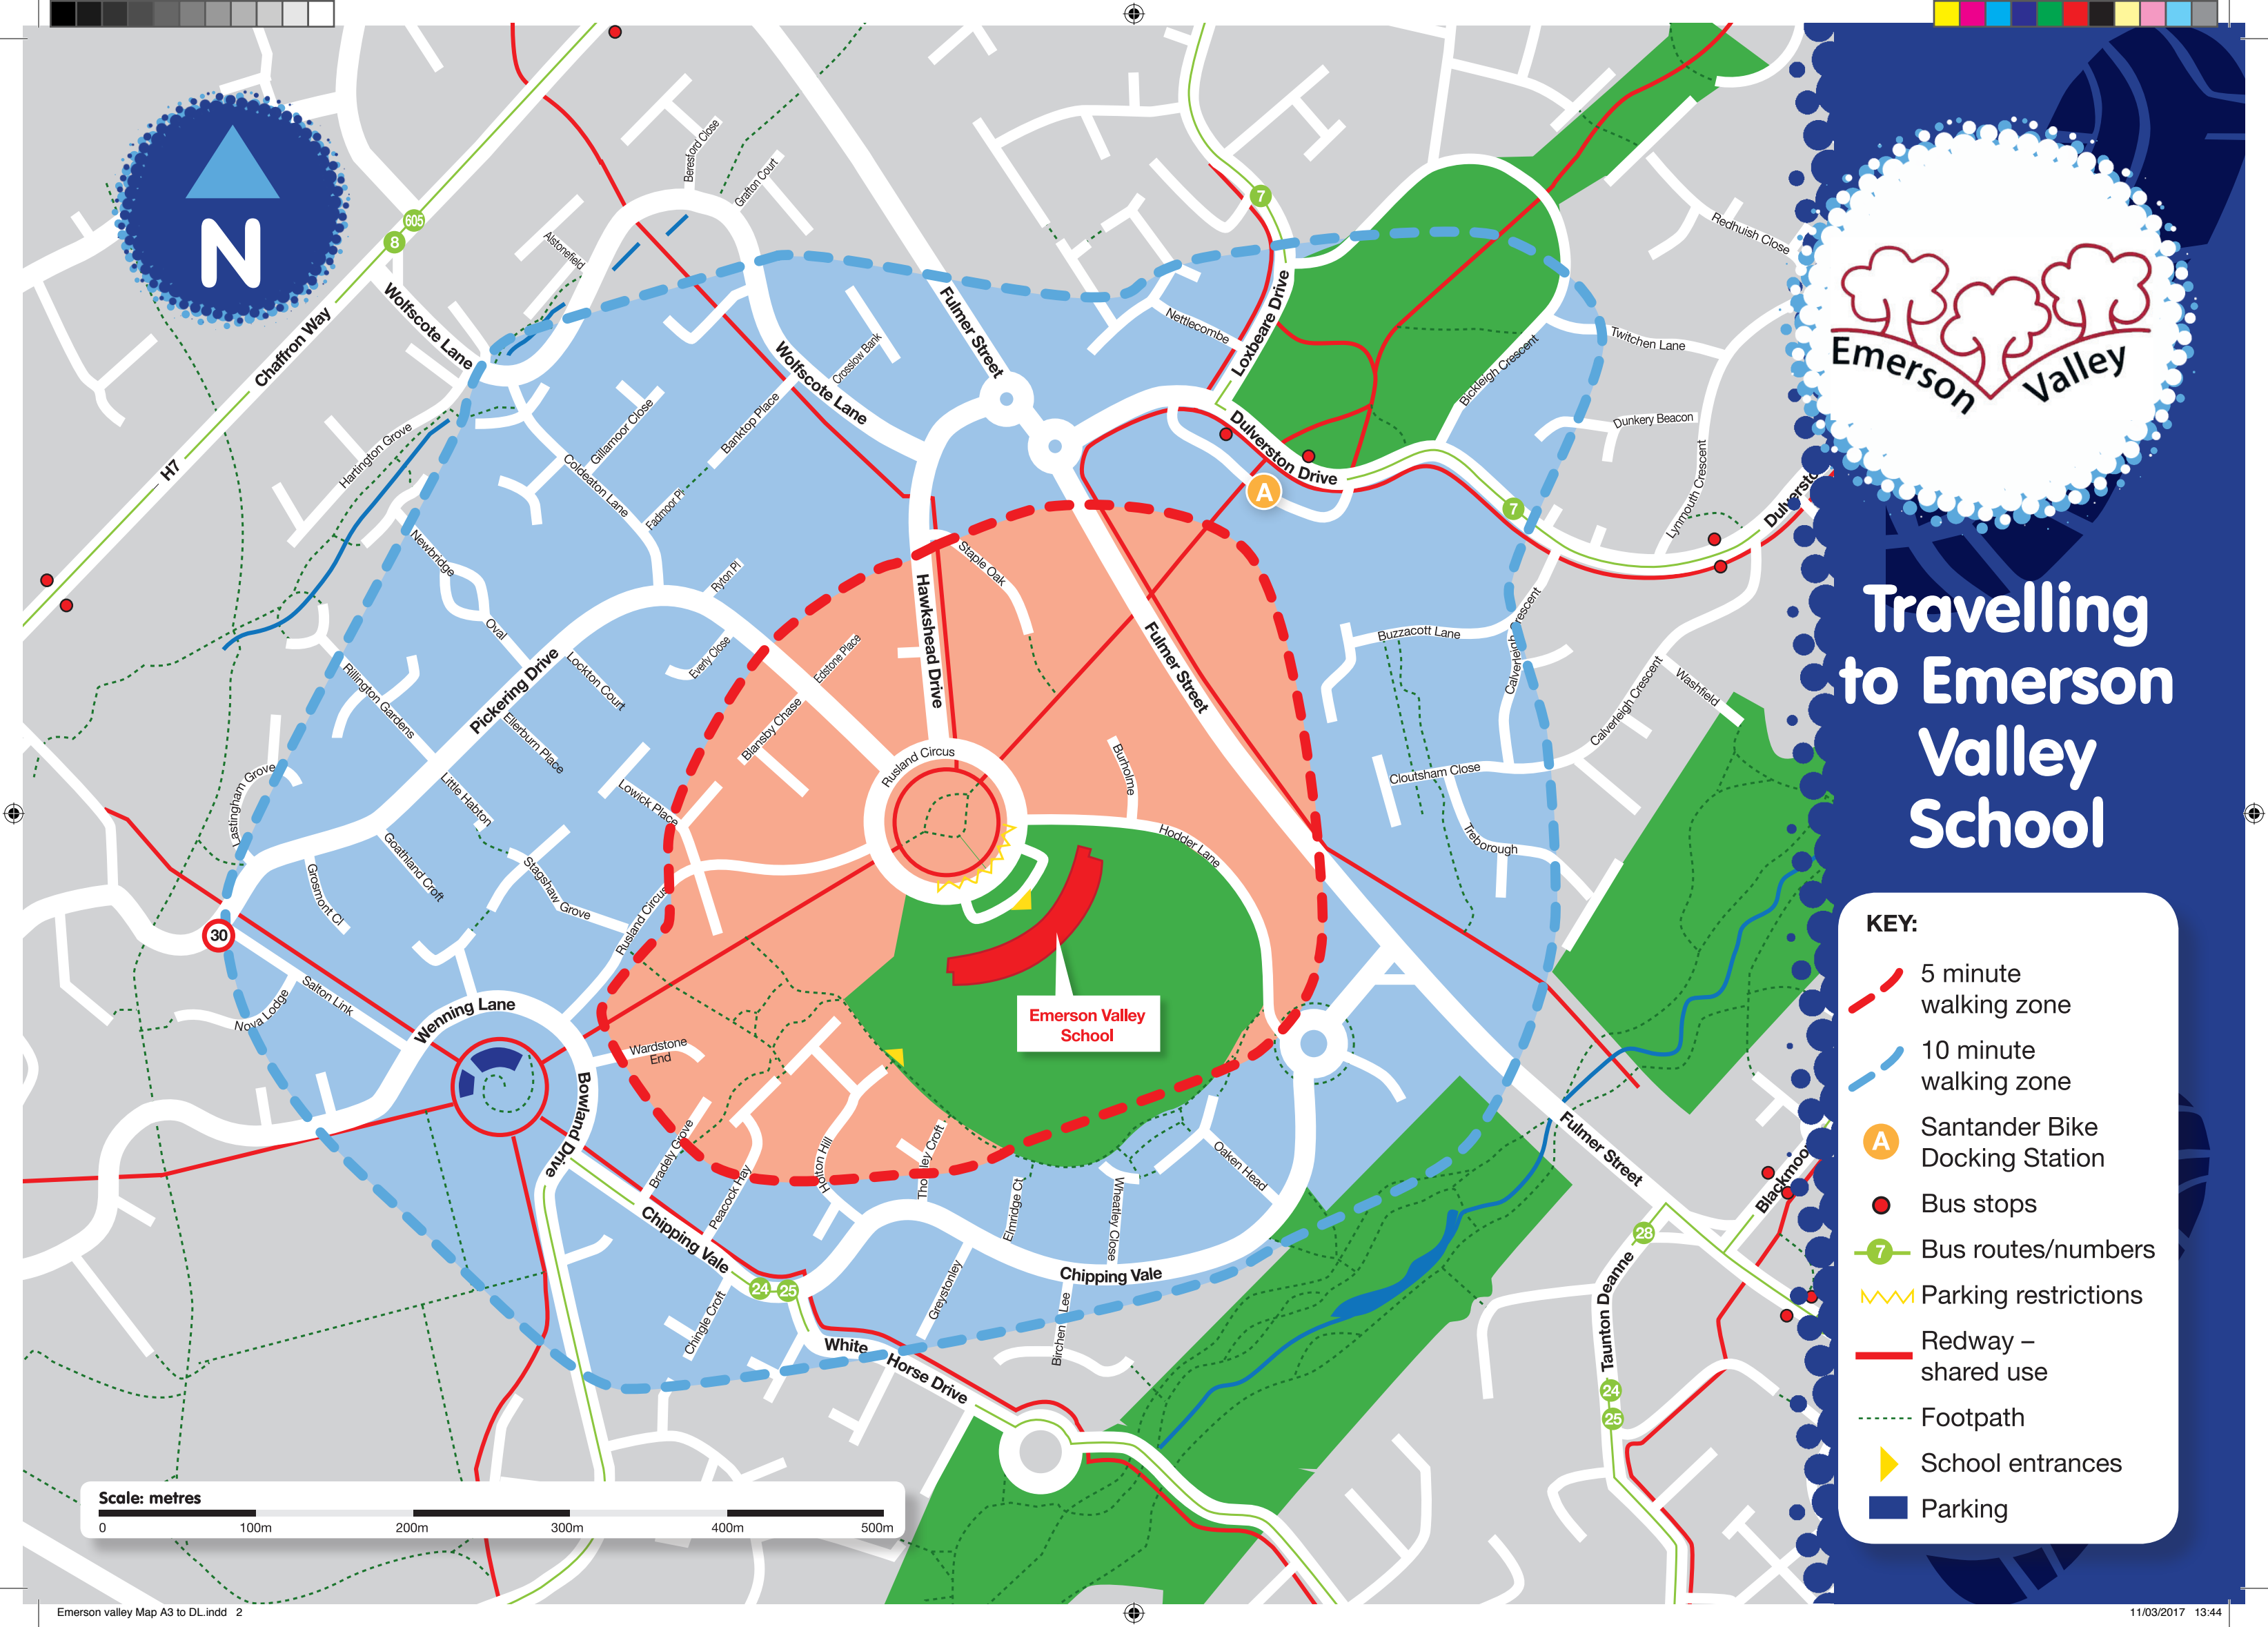 Beresford Close
Grafton Court
7
605
8
N
Alstonefield
Redhuish Close
Wolfscote Lane
Fulmer Street
Loxbeare Drive
Nettlecombe
Twitchen Lane
Chaffron Way
Wolfscote Lane
Crosslow Bank
Bickleigh Crescent
Emerson Valley
Banktop Place
Gillamoor Close
Hartington Grove
Dunkery Beacon
Dulverston Drive
H7
Coldeaton Lane
Fadmoor Pl
A
7
Lynmouth Crescent
Newbridge
Oval
Ryton Pl
Staple Oak
Hawkshead Drive
Fulmer Street
Buzzacott Lane
Calverleigh Crescent
Travelling
to Emerson
Valley
School
Everly Close
Edstone Place
Rillington Gardens
Pickering Drive
Lockton Court
Ellerburn Place
Blansby Chase
Calverleigh Crescent
Washfield
Rusland Circus
Burholme
Cloutsham Close
Lastingham Grove
Little Habton
Lowick Place
Hodder Lane
Treborough
Goathland Croft
Grosmont Cl
Stagshaw Grove
Rusland Circus
30
Salton Link
Nova Lodge
Wenning Lane
Wardstone
End
Emerson Valley
School
Bowland Drive
Bradely Grove
Peacock Hay
Hoton Hill
Elmridge Ct
Wheatley Close
Oaken Head
Fulmer Street
Chipping Vale
Chipping Vale
24
25
28
Taunton Deanne
24
25
Chingle Croft
Greystonley
Birchen Lee
White Horse Drive
KEY:
5 minute
walking zone
10 minute
walking zone
A
Santander Bike
Docking Station
Bus stops
7
Bus routes/numbers
Parking restrictions
Redway –
shared use
Footpath
School entrances
Parking
Scale: metres
0 100m 200m 300m 400m 500m
Emerson valley Map A3 to DL.indd 2
11/03/2017 13:44